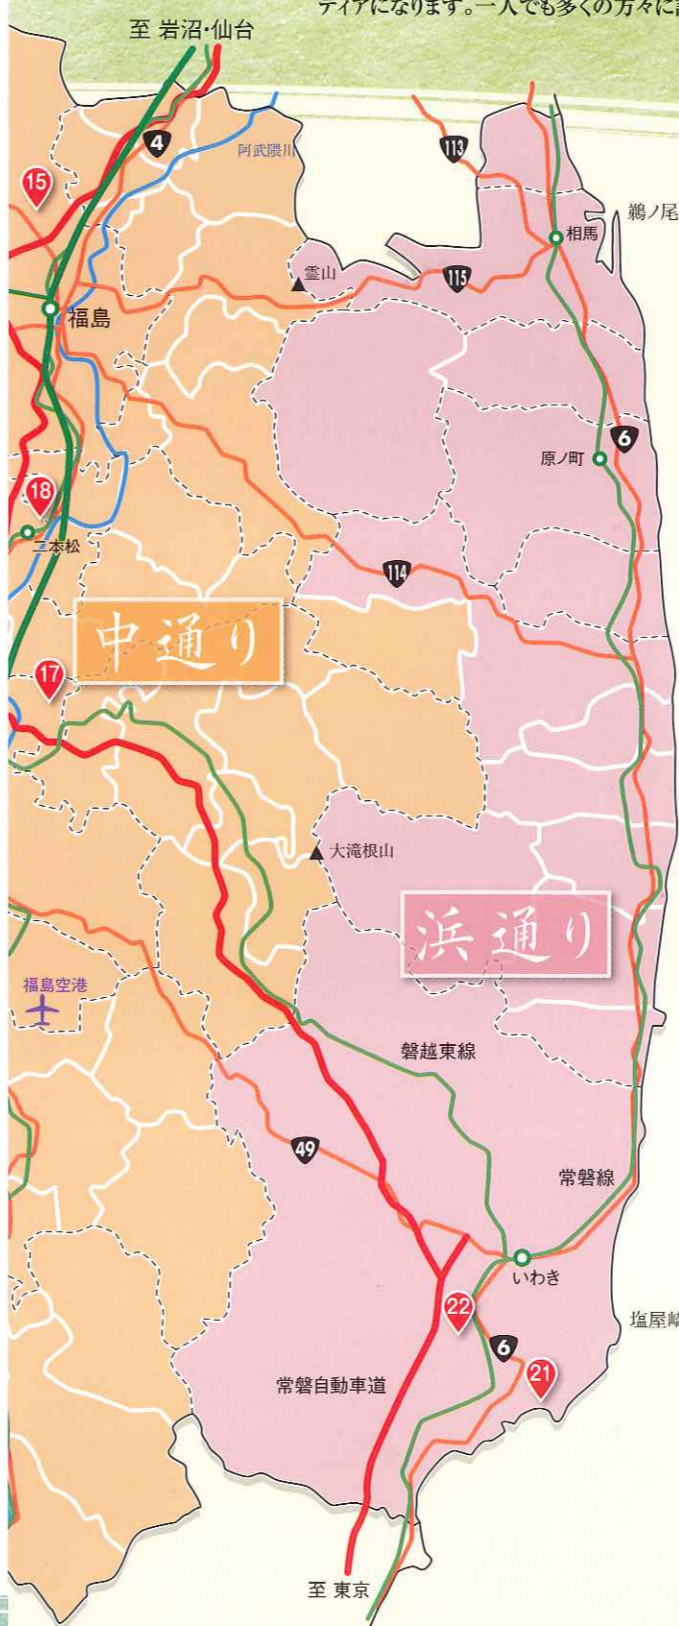 ティアになります。一人でも多くの方々に
至 岩沼・仙台
4
阿武隈川
113
15
鵜ノ尾
相馬
霊山
115
福島
6
原ノ町
18
二本松
114
中通り
17
大滝根山
浜通り
福島空港
磐越東線
49
常磐線
いわき
22
塩屋崎
6
21
常磐自動車道
至 東京